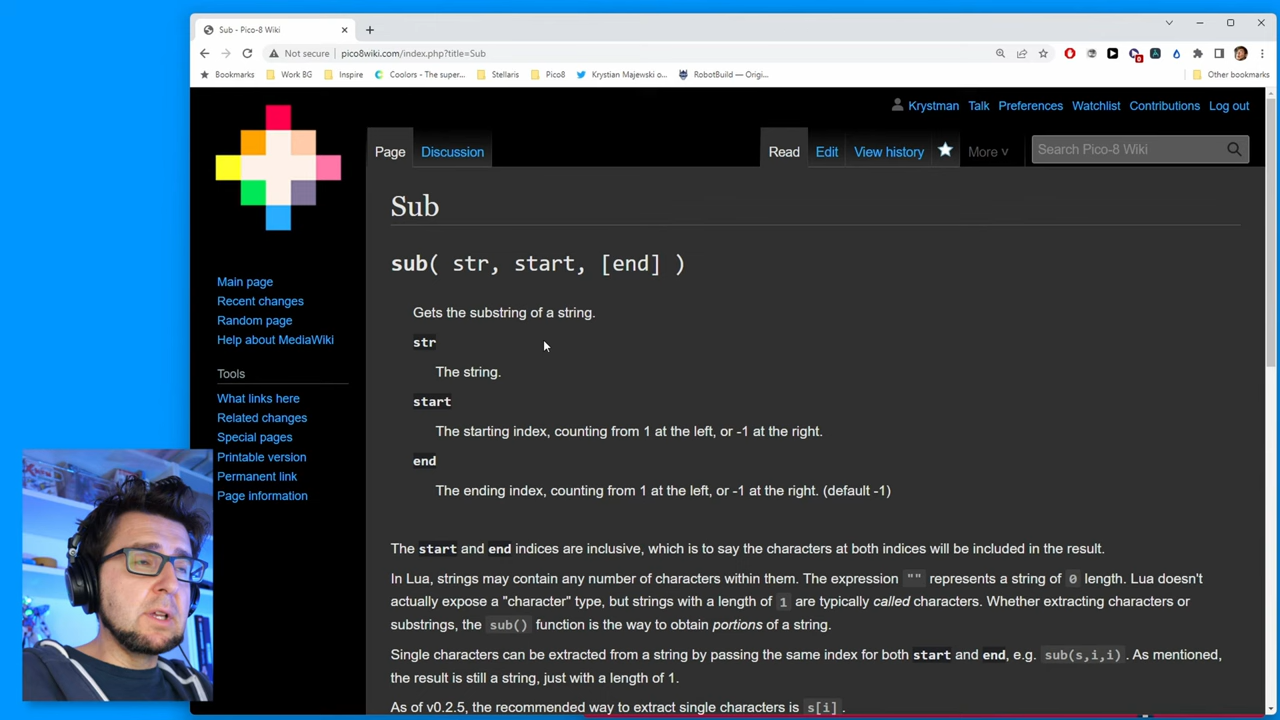 Sub - Pico-8 Wiki
Not secure
pico8wiki.com/index.php?title=Sub
Bookmarks
Work BG
Inspire
Coolors - The super...
Stellaris
Pico8
Krystian Majewski o...
RobotBuild — Origi...
Other bookmarks
Krystman
Talk
Preferences
Watchlist
Contributions
Log out
Page
Discussion
Read
Edit
View history
More
Search Pico-8 Wiki
Sub
sub( str, start, [end] )
Gets the substring of a string.
str
The string.
start
The starting index, counting from 1 at the left, or -1 at the right.
end
The ending index, counting from 1 at the left, or -1 at the right. (default -1)
The start and end indices are inclusive, which is to say the characters at both indices will be included in the result.
In Lua, strings may contain any number of characters within them. The expression "" represents a string of 0 length. Lua doesn't
actually expose a "character" type, but strings with a length of 1 are typically called characters. Whether extracting characters or
substrings, the sub() function is the way to obtain portions of a string.
Single characters can be extracted from a string by passing the same index for both start and end, e.g. sub(s,i,i). As mentioned,
the result is still a string, just with a length of 1.
As of v0.2.5, the recommended way to extract single characters is s[i].
Main page
Recent changes
Random page
Help about MediaWiki
Tools
What links here
Related changes
Special pages
Printable version
Permanent link
Page information